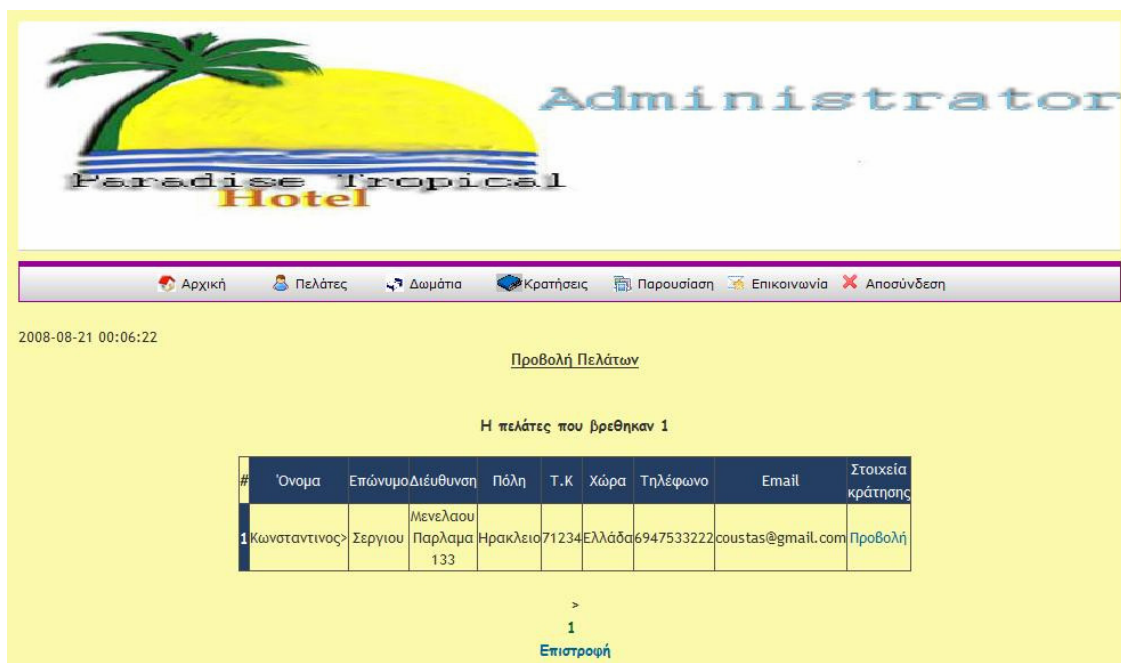 Administrator
Paradise Tropical
Hotel
Αρχική Πελάτες Δωμάτια Κρατήσεις Παρουσίαση Επικοινωνία Αποσύνδεση
2008-08-21 00:06:22
Προβολή Πελάτων
Η πελάτες που βρεθηκαν 1
# Όνομα Επώνυμο Διέυθυνση Πόλη Τ.Κ Χώρα Τηλέφωνο Email Στοιχεία
κράτησης
1 Κωνσταντινος> Σεργιου Μενελαου
Παρλαμα
133 Ηρακλειο 71234 Ελλάδα 6947533222 coustas@gmail.com Προβολή
>
1
Επιστροφή